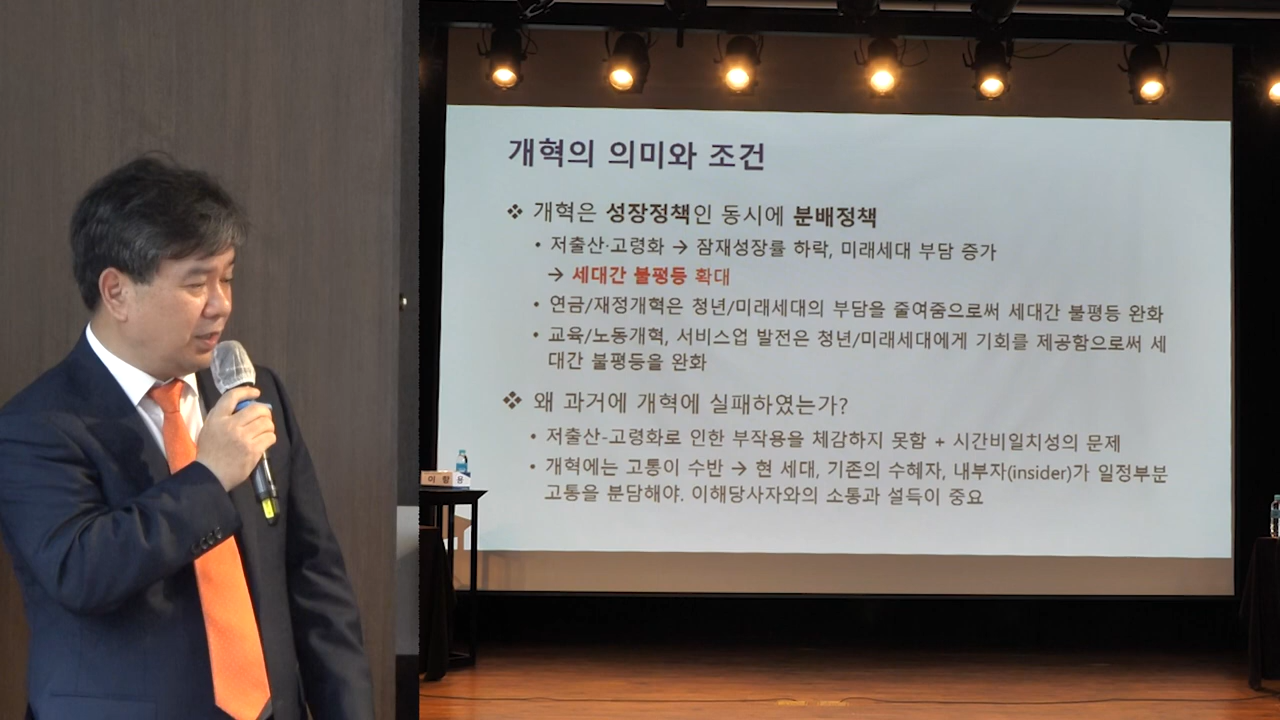 개혁의 의미와 조건
❖ 개혁은 성장정책인 동시에 분배정책
• 저출산·고령화 → 잠재성장률 하락, 미래세대 부담 증가
→ 세대간 불평등 확대
• 연금/재정개혁은 청년/미래세대의 부담을 줄여줌으로써 세대간 불평등 완화
• 교육/노동개혁, 서비스업 발전은 청년/미래세대에게 기회를 제공함으로써 세
대간 불평등을 완화
❖ 왜 과거에 개혁에 실패하였는가?
• 저출산-고령화로 인한 부작용을 체감하지 못함 + 시간비일치성의 문제
• 개혁에는 고통이 수반 → 현 세대, 기존의 수혜자, 내부자(insider)가 일정부분
고통을 분담해야. 이해당사자와의 소통과 설득이 중요